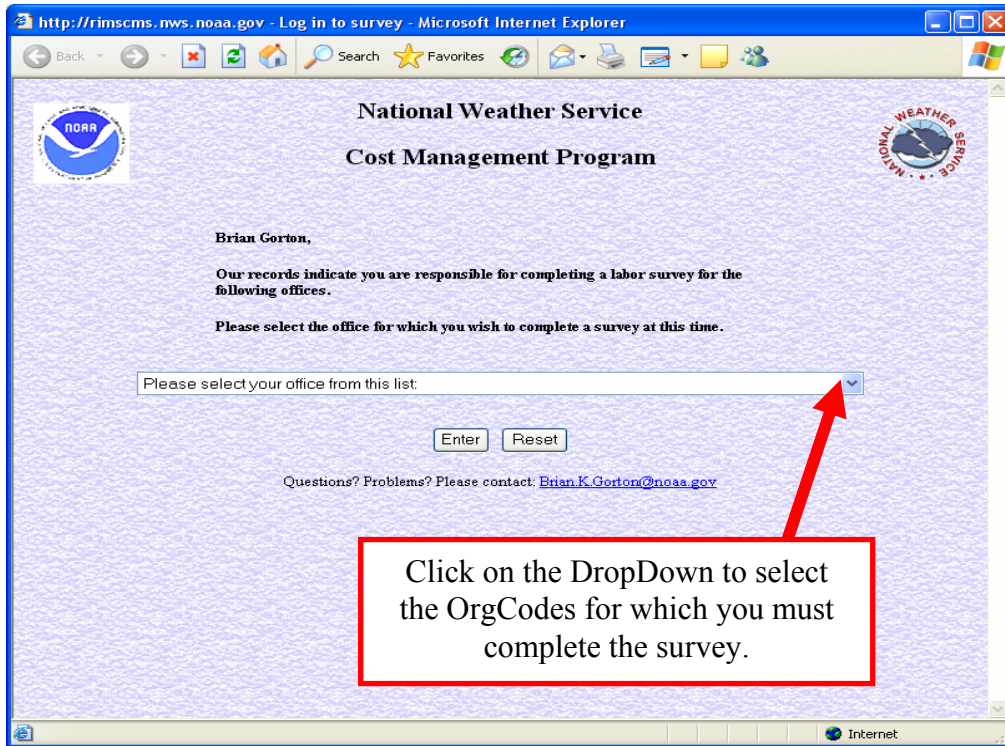 http://rimscms.nws.noaa.gov - Log in to survey - Microsoft Internet Explorer
Back Search Favorites
NOAA
National Weather Service
Cost Management Program
NATIONAL WEATHER SERVICE
Brian Gorton,
Our records indicate you are responsible for completing a labor survey for the
following offices.
Please select the office for which you wish to complete a survey at this time.
Please select your office from this list:
Enter Reset
Questions? Problems? Please contact: Brian.K.Gorton@noaa.gov
Click on the DropDown to select
the OrgCodes for which you must
complete the survey.
Internet